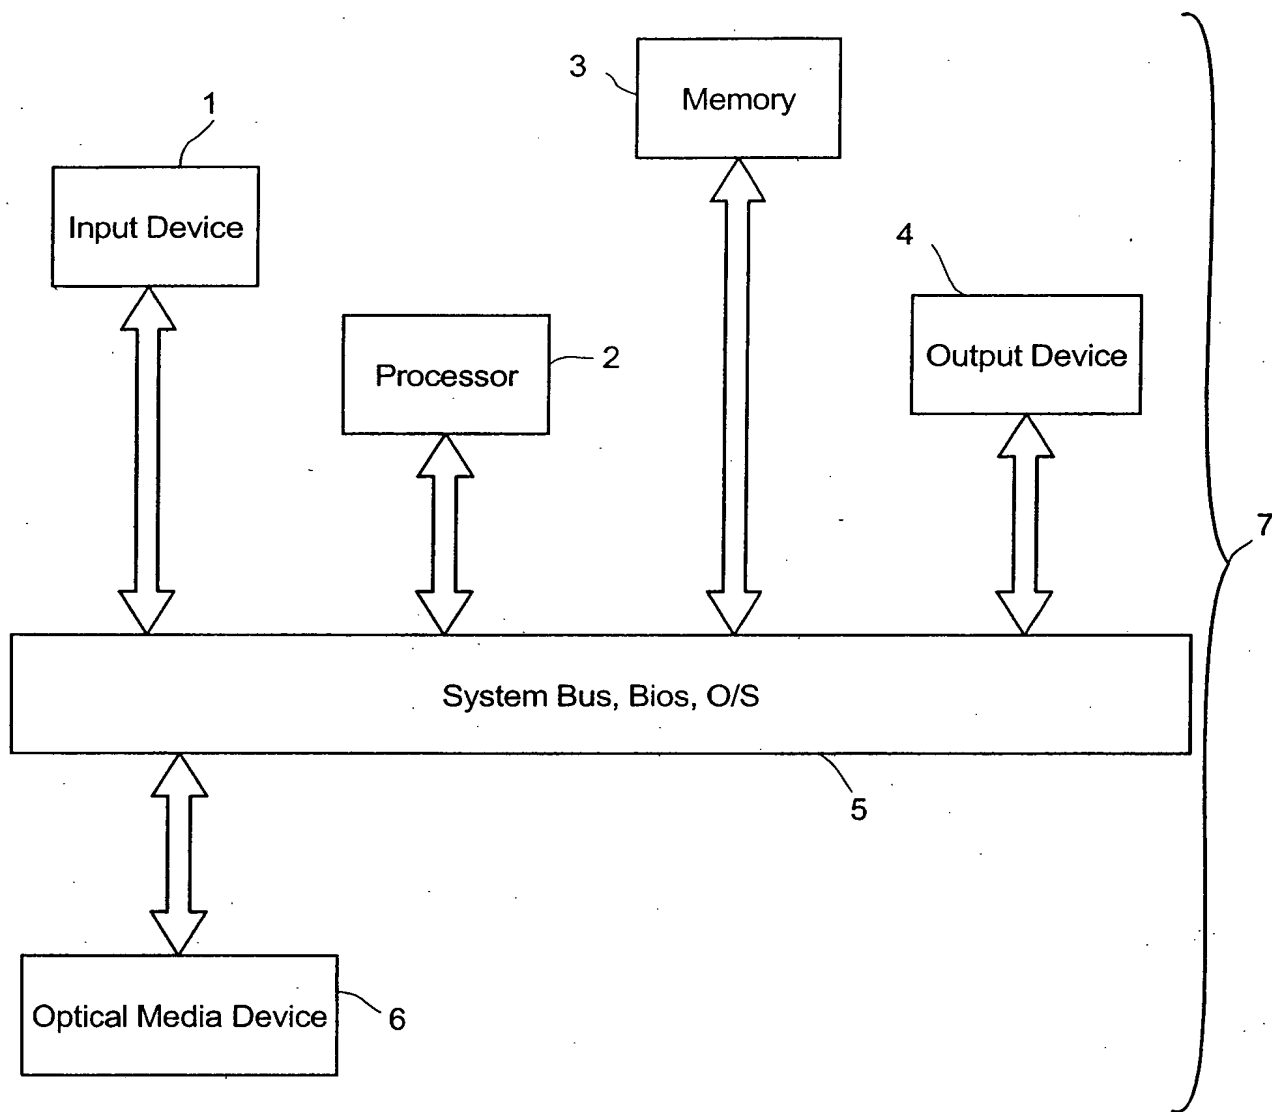 3
Memory
1
Input Device
4
Output Device
Processor
2
7
System Bus, Bios, O/S
5
Optical Media Device
6